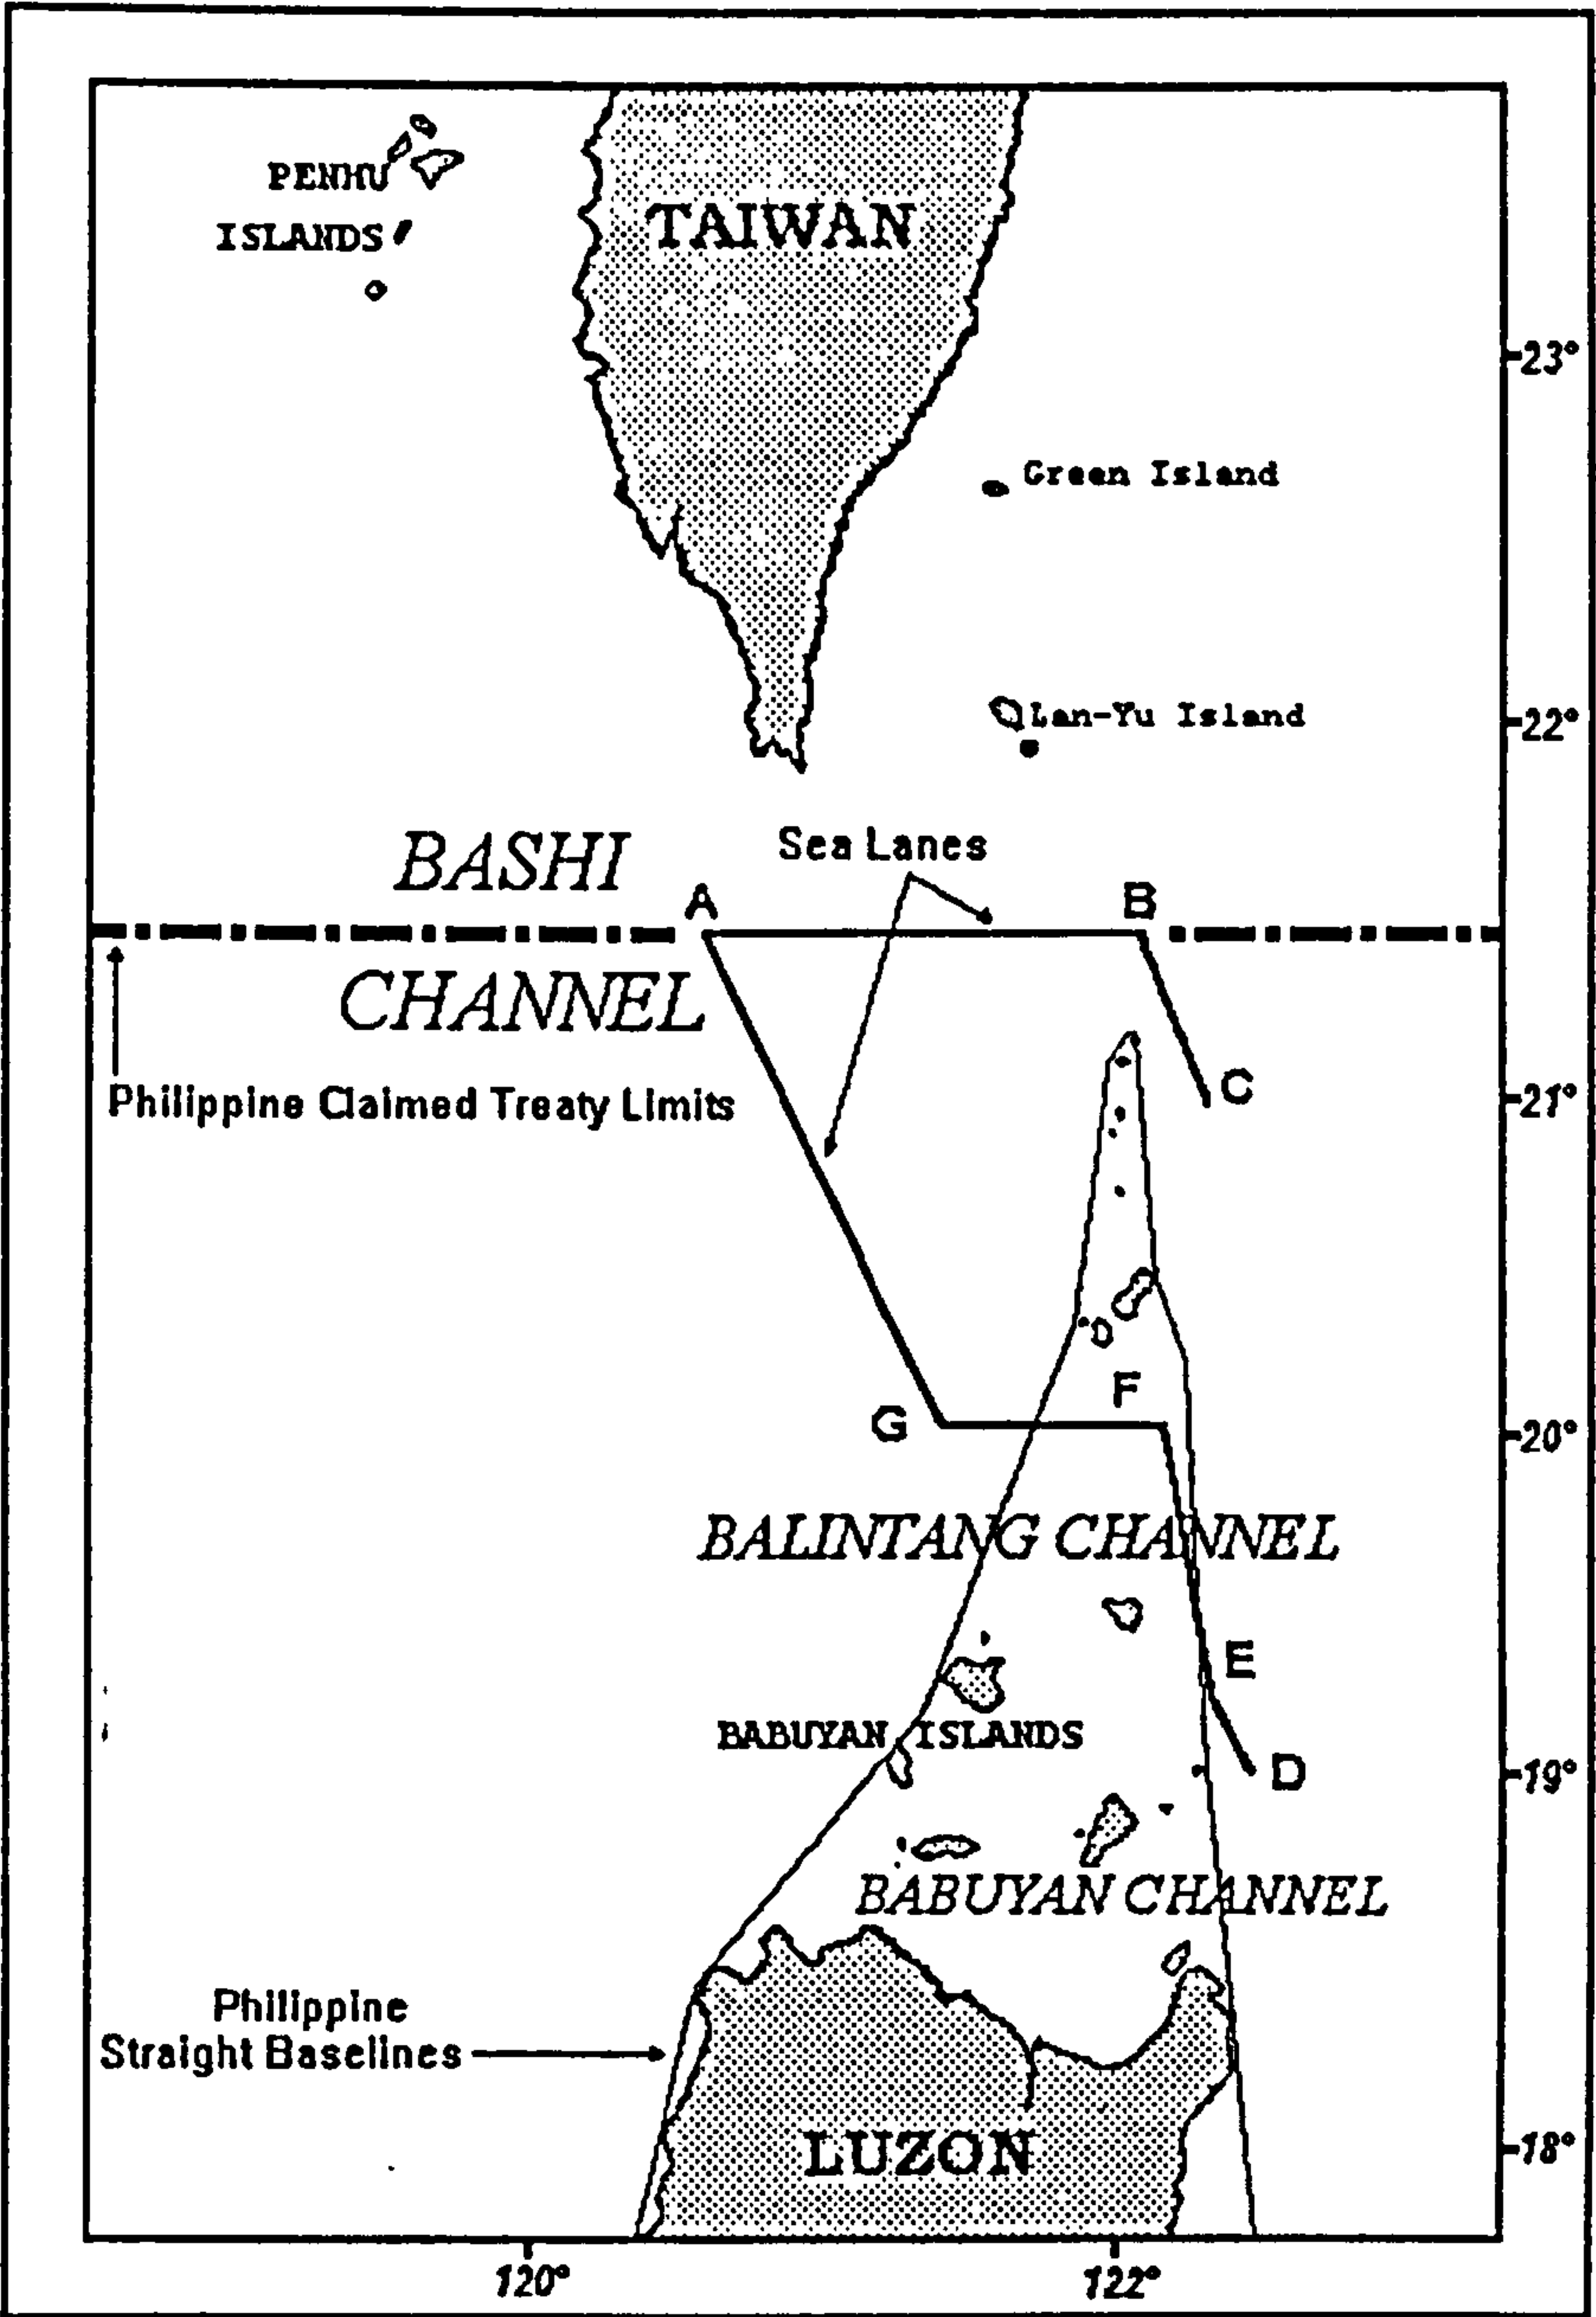 PENHU
ISLANDS
TAIWAN
23°
Green Island
Lan-Yu Island
22°
Sea Lanes
BASHI
A
B
CHANNEL
C
Philippine Claimed Treaty Limits
21°
F
G
20°
BALINTANG CHANNEL
E
BABUYAN ISLANDS
D
19°
BABUYAN CHANNEL
Philippine
Straight Baselines
LUZON
18°
120°
122°